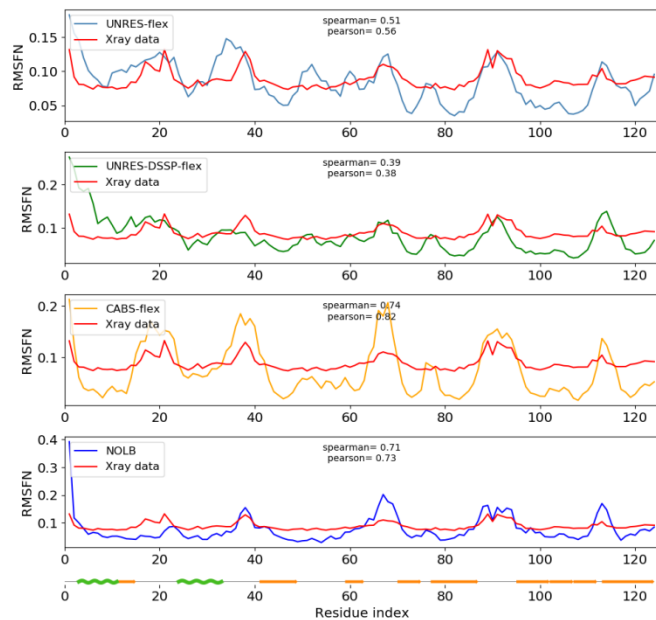 RMSFN
0.15
0.10
0.05
UNRES-flex
Xray data
spearman= 0.51
pearson= 0.56
0 20 40 60 80 100 120
RMSFN
0.2
0.1
UNRES-DSSP-flex
Xray data
spearman= 0.39
pearson= 0.38
0 20 40 60 80 100 120
RMSFN
0.2
0.1
CABS-flex
Xray data
spearman= 0.74
pearson= 0.82
0 20 40 60 80 100 120
RMSFN
0.4
0.3
0.2
0.1
NOLB
Xray data
spearman= 0.71
pearson= 0.73
0 20 40 60 80 100 120
Residue index